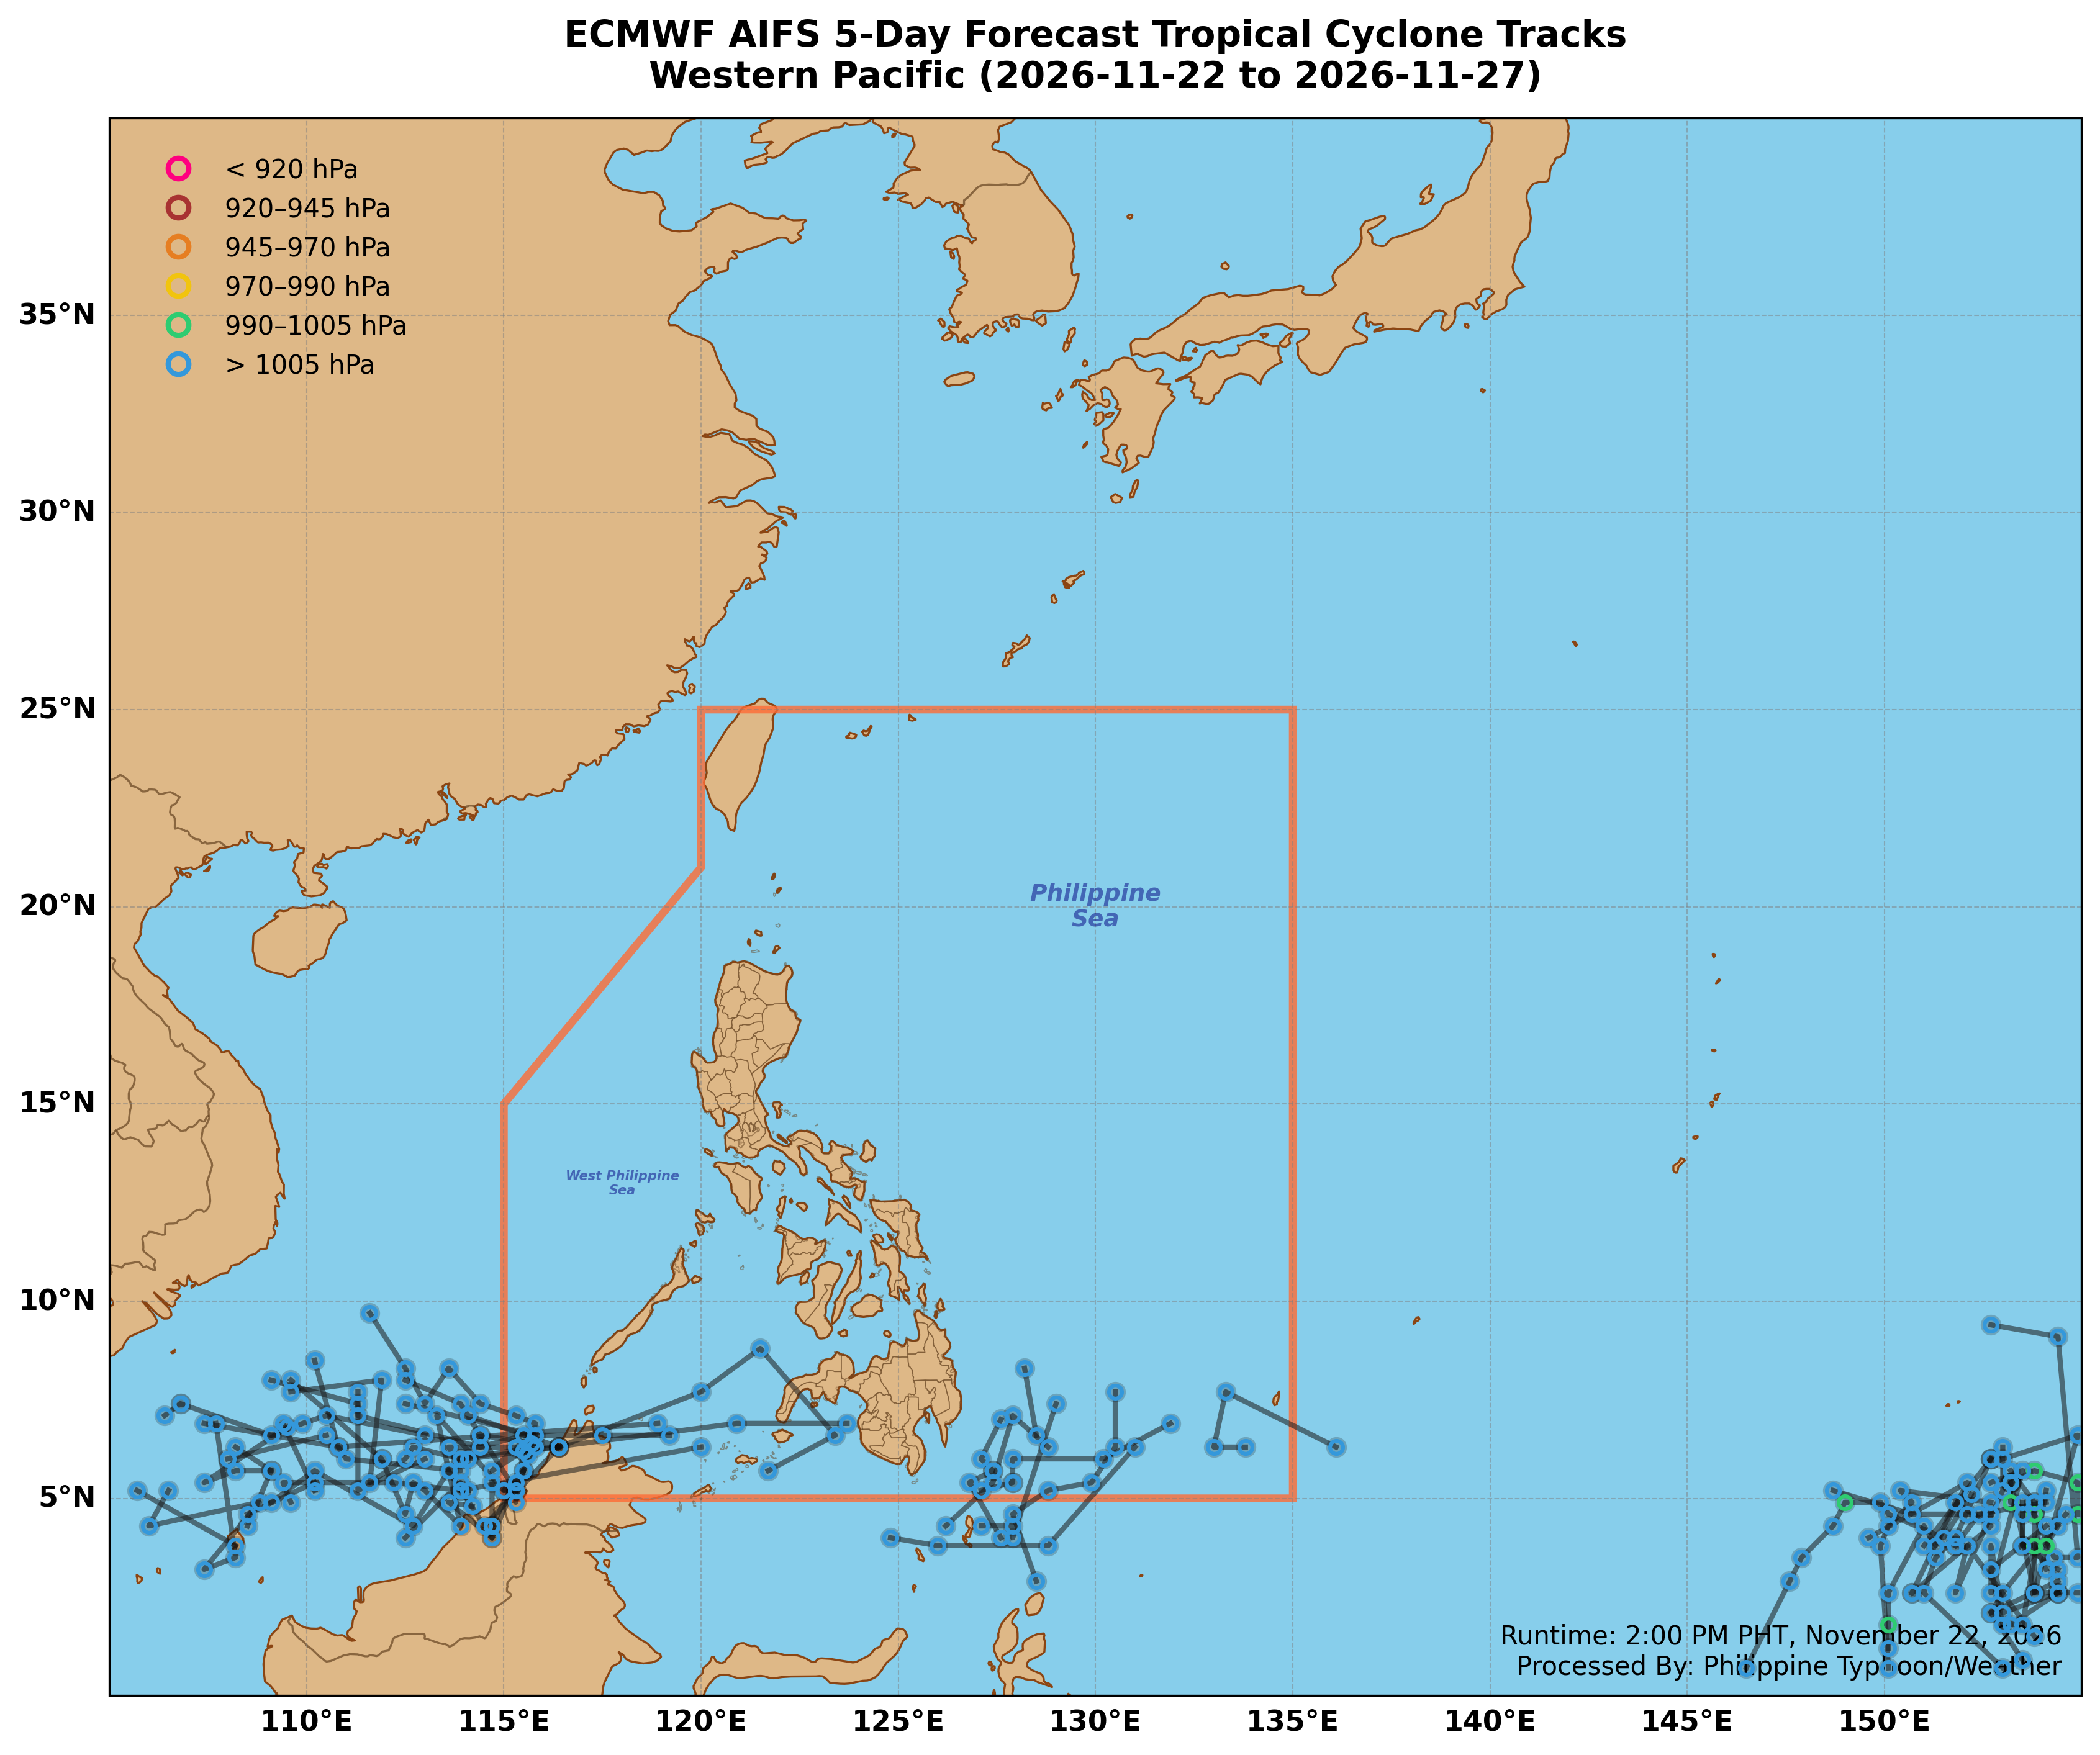 ECMWF AIFS 5-Day Forecast Tropical Cyclone Tracks
Western Pacific (2026-11-22 to 2026-11-27)
< 920 hPa
920–945 hPa
945–970 hPa
970–990 hPa
990–1005 hPa
> 1005 hPa
35°N
30°N
25°N
20°N
15°N
10°N
5°N
Philippine
Sea
West Philippine
Sea
Runtime: 2:00 PM PHT, November 22, 2026
Processed By: Philippine Typhoon/Weather
110°E
115°E
120°E
125°E
130°E
135°E
140°E
145°E
150°E